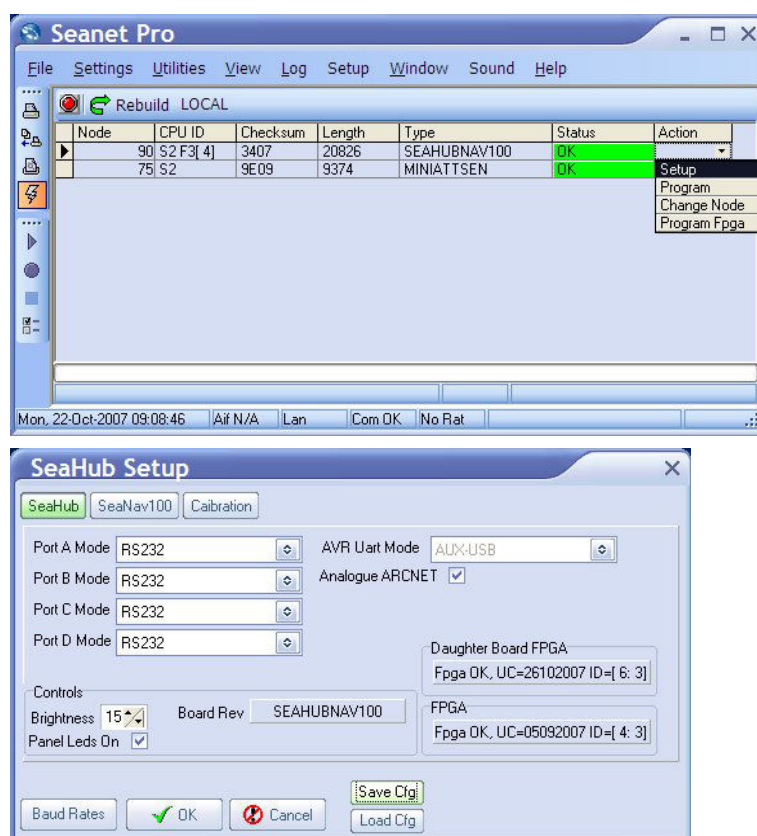 Seanet Pro
File Settings Utilities View Log Setup Window Sound Help
Rebuild LOCAL
Node CPU ID Checksum Length Type Status Action
90 S2 F3[ 4] 3407 20826 SEAHUBNAV100 OK
75 S2 9E09 9374 MINIATTSEN OK
Setup
Program
Change Node
Program Fpga
Mon, 22-Oct-2007 09:08:46 Aif N/A Lan Com OK No Rat
SeaHub Setup
SeaHub SeaNav100 Caibration
Port A Mode RS232 AVR Uart Mode AUX-USB
Port B Mode RS232 Analogue ARCNET
Port C Mode RS232
Port D Mode RS232
Daughter Board FPGA
Fpga OK, UC=26102007 ID=[ 6: 3]
Controls
Brightness 15 Board Rev SEAHUBNAV100
FPGA
Fpga OK, UC=05092007 ID=[ 4: 3]
Panel Leds On
Baud Rates OK Cancel Save Cfg
Load Cfg